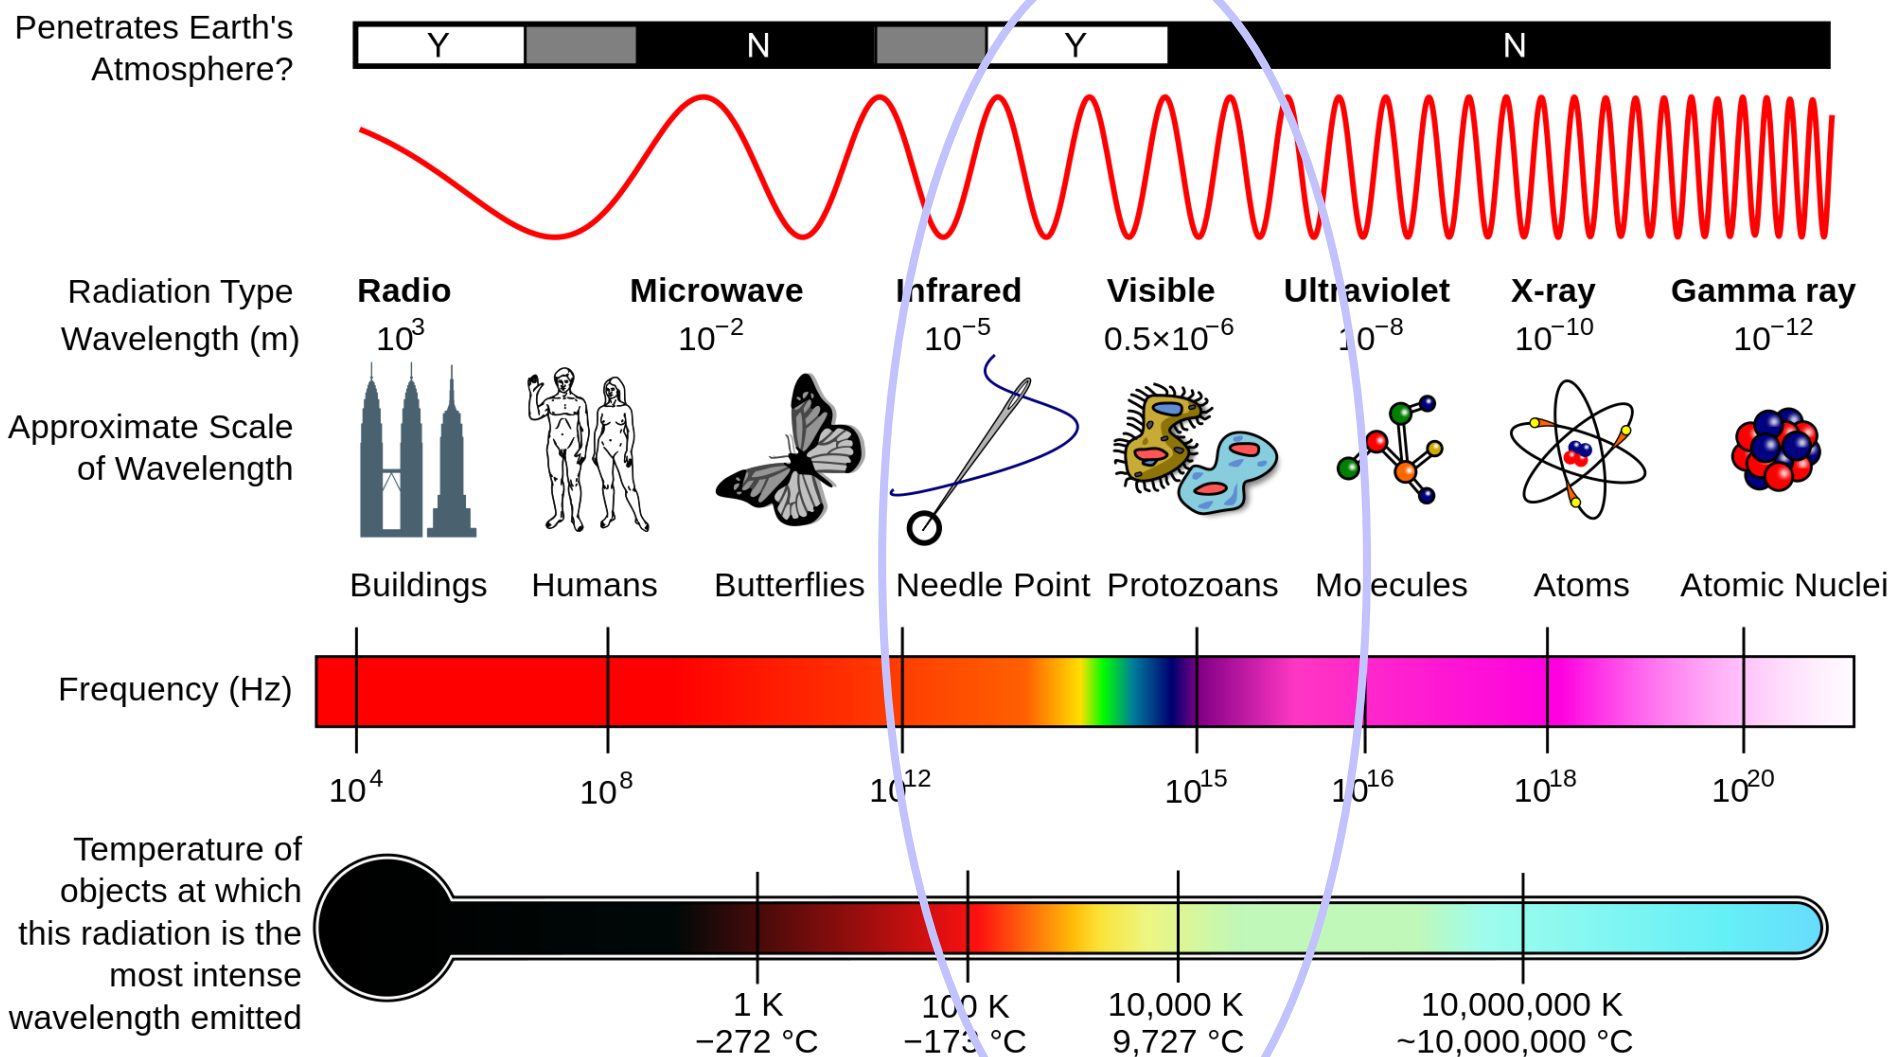 Penetrates Earth's
Atmosphere?
Y N Y N
Radiation Type Radio Microwave Infrared Visible Ultraviolet X-ray Gamma ray
Wavelength (m) 10³ 10⁻² 10⁻⁵ 0.5×10⁻⁶ 10⁻⁸ 10⁻¹⁰ 10⁻¹²
Approximate Scale
of Wavelength
Buildings Humans Butterflies Needle Point Protozoans Molecules Atoms Atomic Nuclei
Frequency (Hz)
10⁴ 10⁸ 10¹² 10¹⁵ 10¹⁶ 10¹⁸ 10²⁰
Temperature of
objects at which
this radiation is the
most intense
wavelength emitted
1 K 100 K 10,000 K 10,000,000 K
−272 °C −173 °C 9,727 °C ~10,000,000 °C